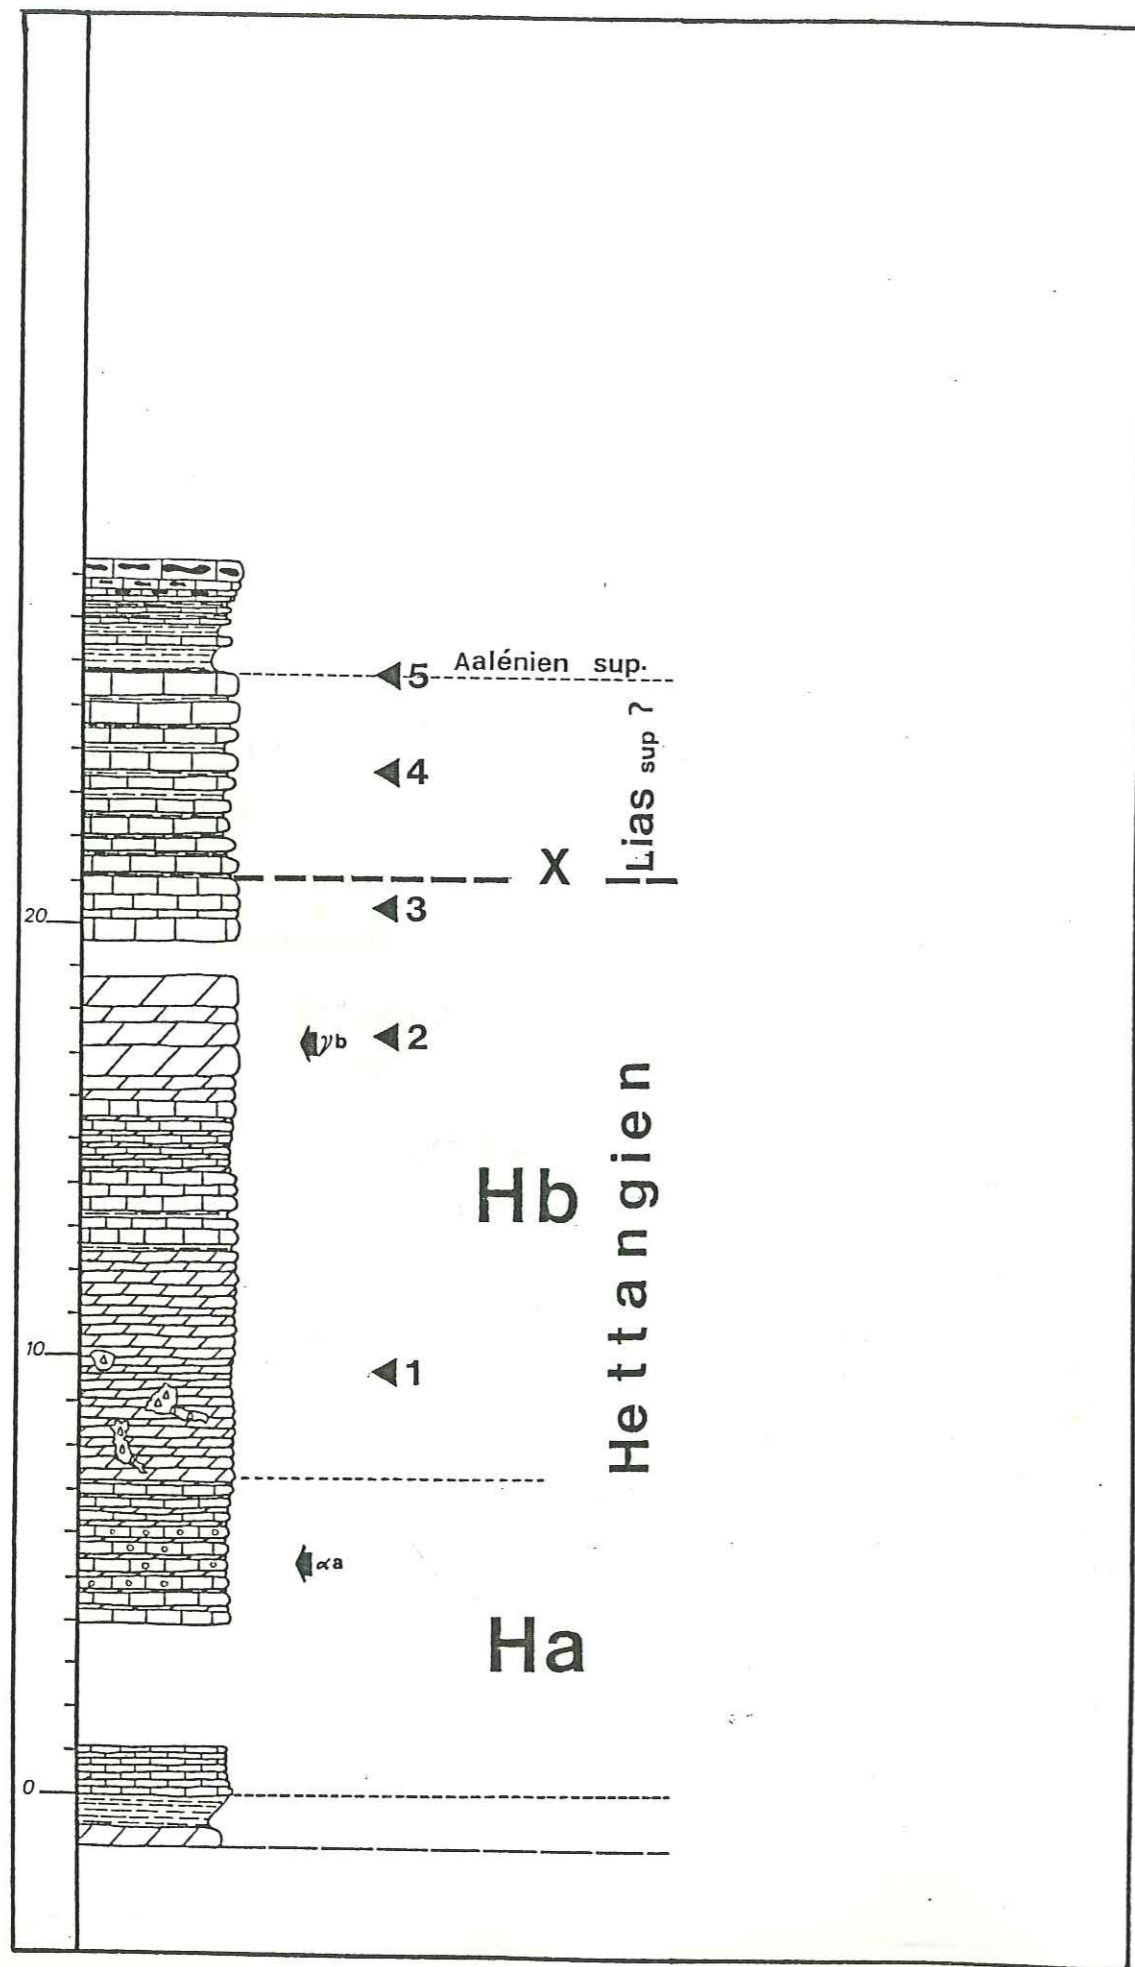 5 Aalénien sup.
Lias sup ?
4
X
3
20
2
γb
Hb
Hettangien
10
1
αa
Ha
0